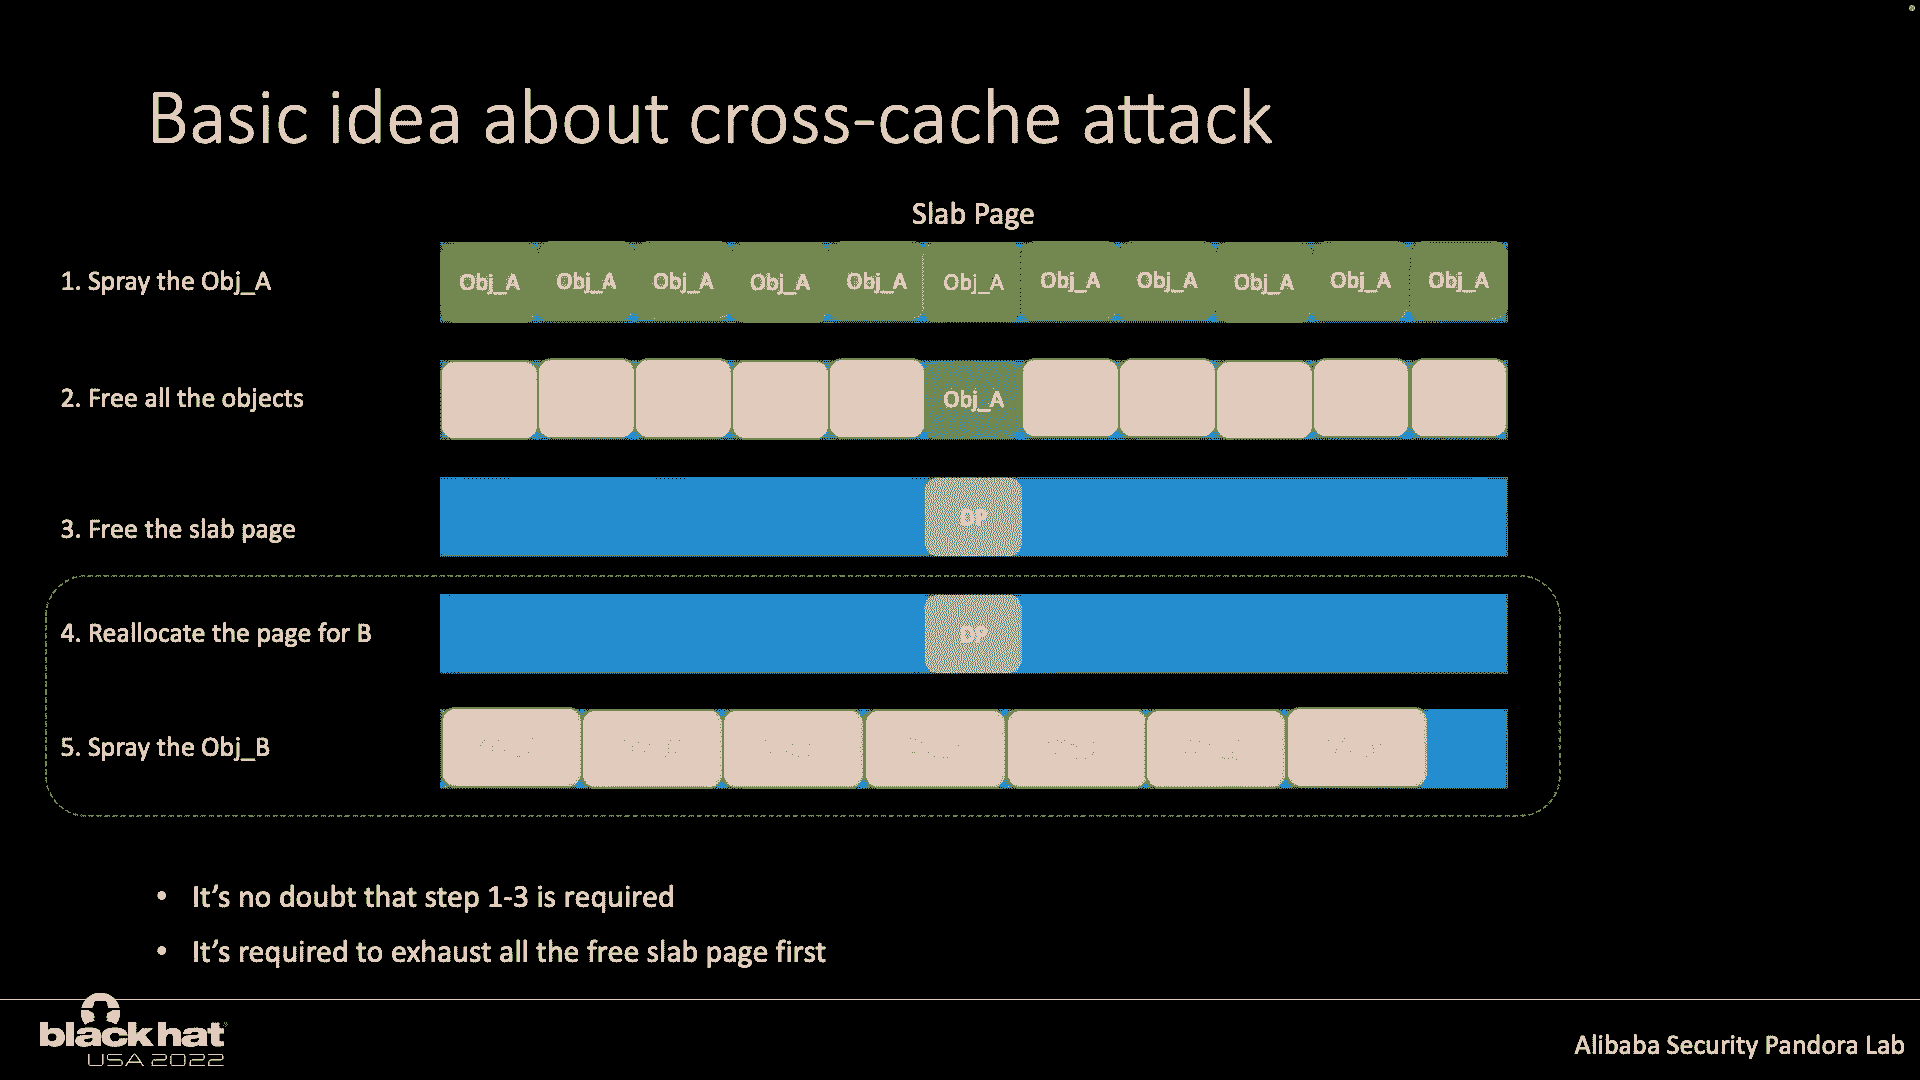 Basic idea about cross-cache attack
Slab Page
1. Spray the Obj_A
Obj_A Obj_A Obj_A Obj_A Obj_A Obj_A Obj_A Obj_A Obj_A Obj_A Obj_A
2. Free all the objects
Obj_A
3. Free the slab page
DP
4. Reallocate the page for B
DP
5. Spray the Obj_B
• It’s no doubt that step 1-3 is required
• It’s required to exhaust all the free slab page first
black hat
USA 2022
Alibaba Security Pandora Lab